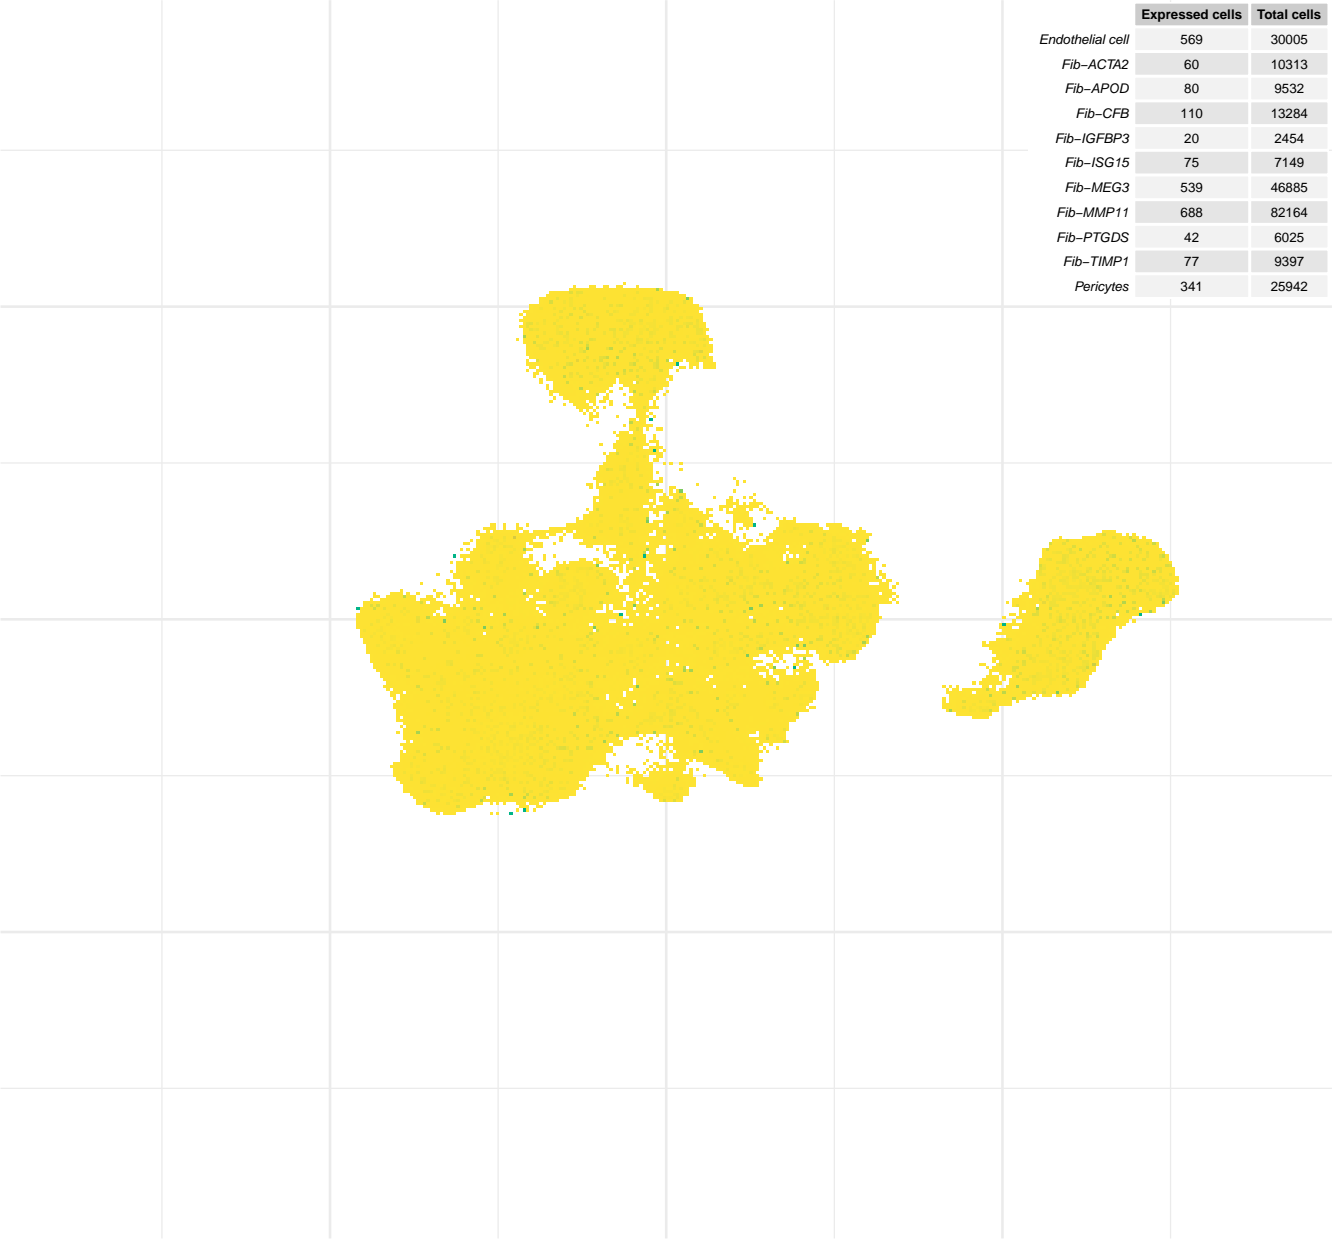 Expressed cells Total cells
Endothelial cell 569 30005
Fib−ACTA2 60 10313
Fib−APOD 80 9532
Fib−CFB 110 13284
Fib−IGFBP3 20 2454
Fib−ISG15 75 7149
Fib−MEG3 539 46885
Fib−MMP11 688 82164
Fib−PTGDS 42 6025
Fib−TIMP1 77 9397
Pericytes 341 25942